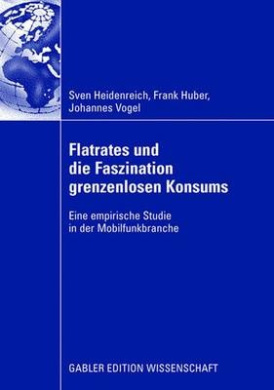 Sven Heidenreich, Frank Huber,
Johannes Vogel
Flatrates und
die Faszination
grenzenlosen Konsums
Eine empirische Studie
in der Mobilfunkbranche
GABLER EDITION WISSENSCHAFT